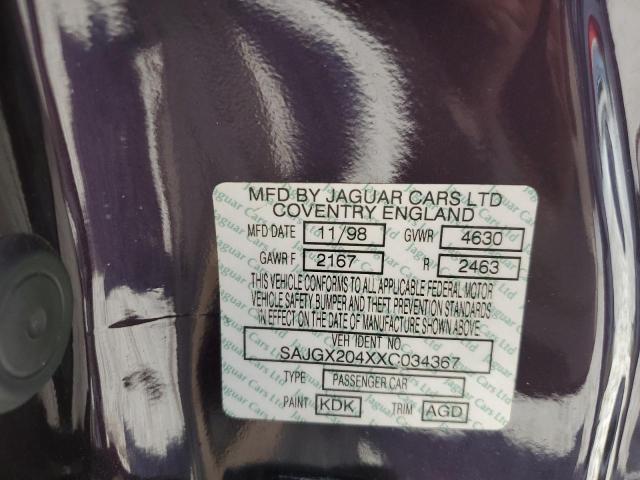 MFD BY JAGUAR CARS LTD
COVENTRY ENGLAND
MFD DATE 11/98 GVWR 4630
GAWR F 2167 R 2463
THIS VEHICLE CONFORMS TO ALL APPLICABLE FEDERAL MOTOR
VEHICLE SAFETY, BUMPER AND THEFT PREVENTION STANDARDS
IN EFFECT ON THE DATE OF MANUFACTURE SHOWN ABOVE.
VEH IDENT NO.
SAJGX204XXC034367
TYPE PASSENGER CAR
PAINT KDK TRIM AGD